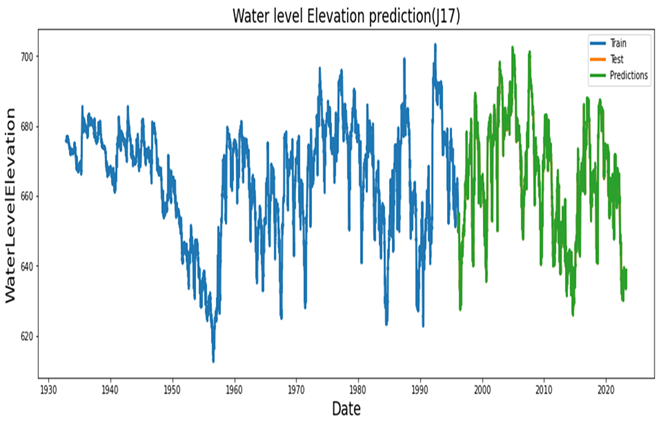 Water level Elevation prediction(J17)
Train
Test
Predictions
WaterLevelElevation
700
680
660
640
620
1930 1940 1950 1960 1970 1980 1990 2000 2010 2020
Date